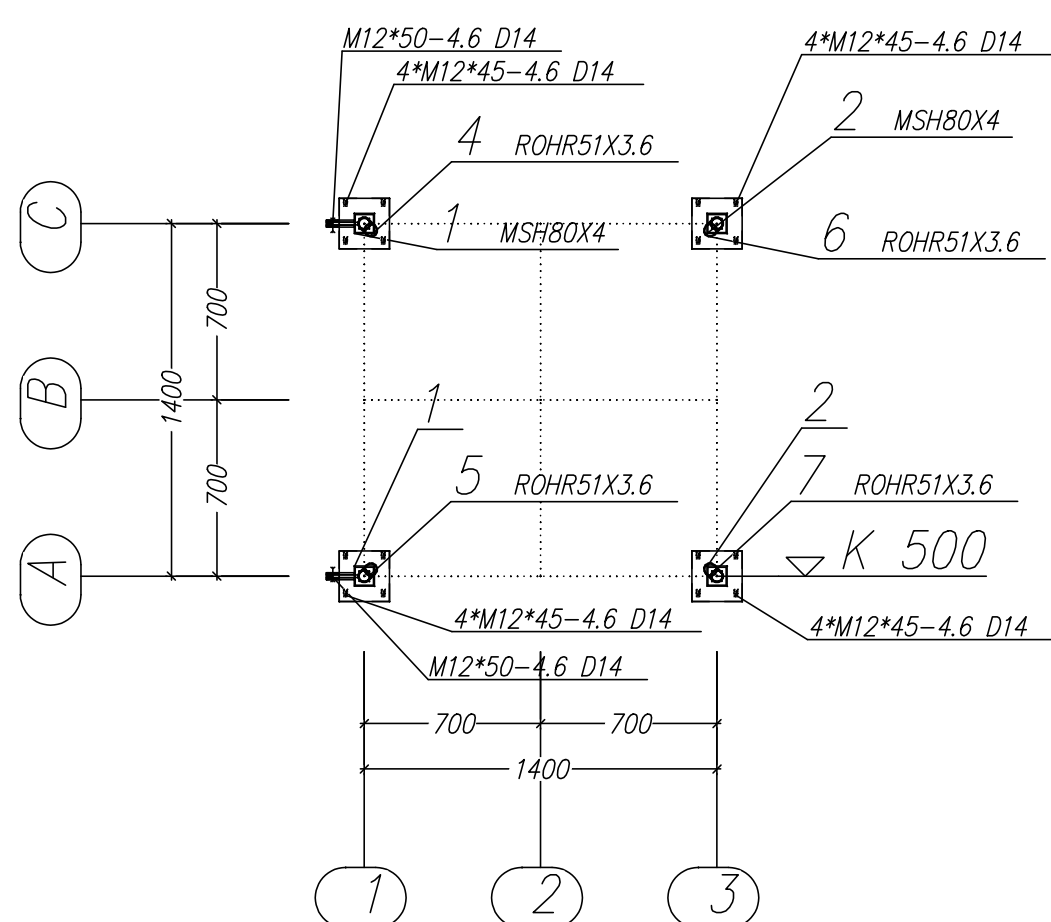 M12*50-4.6 D14
4*M12*45-4.6 D14
4*M12*45-4.6 D14
2 MSH80X4
4 ROHR51X3.6
C
1 MSH80X4
6 ROHR51X3.6
700
B
1400
1
2
700
5 ROHR51X3.6
7 ROHR51X3.6
A
K 500
4*M12*45-4.6 D14
4*M12*45-4.6 D14
M12*50-4.6 D14
700
700
1400
1
2
3